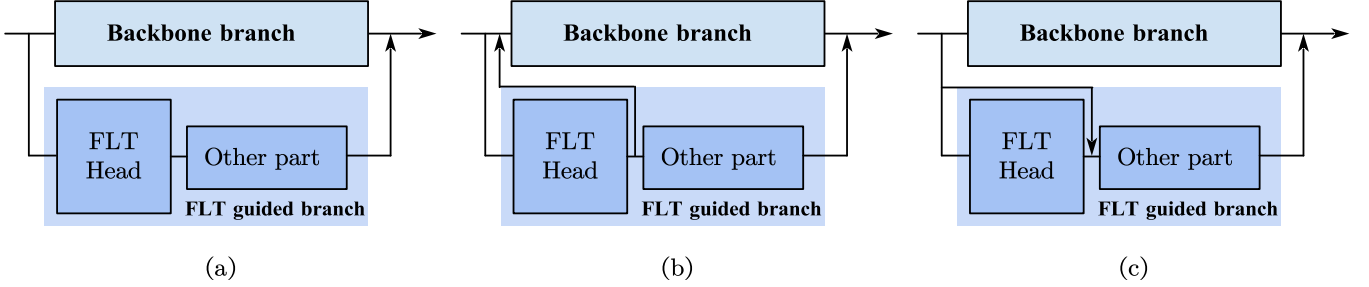 Backbone branch
FLT
Head
Other part
FLT guided branch
(a)
Backbone branch
FLT
Head
Other part
FLT guided branch
(b)
Backbone branch
FLT
Head
Other part
FLT guided branch
(c)